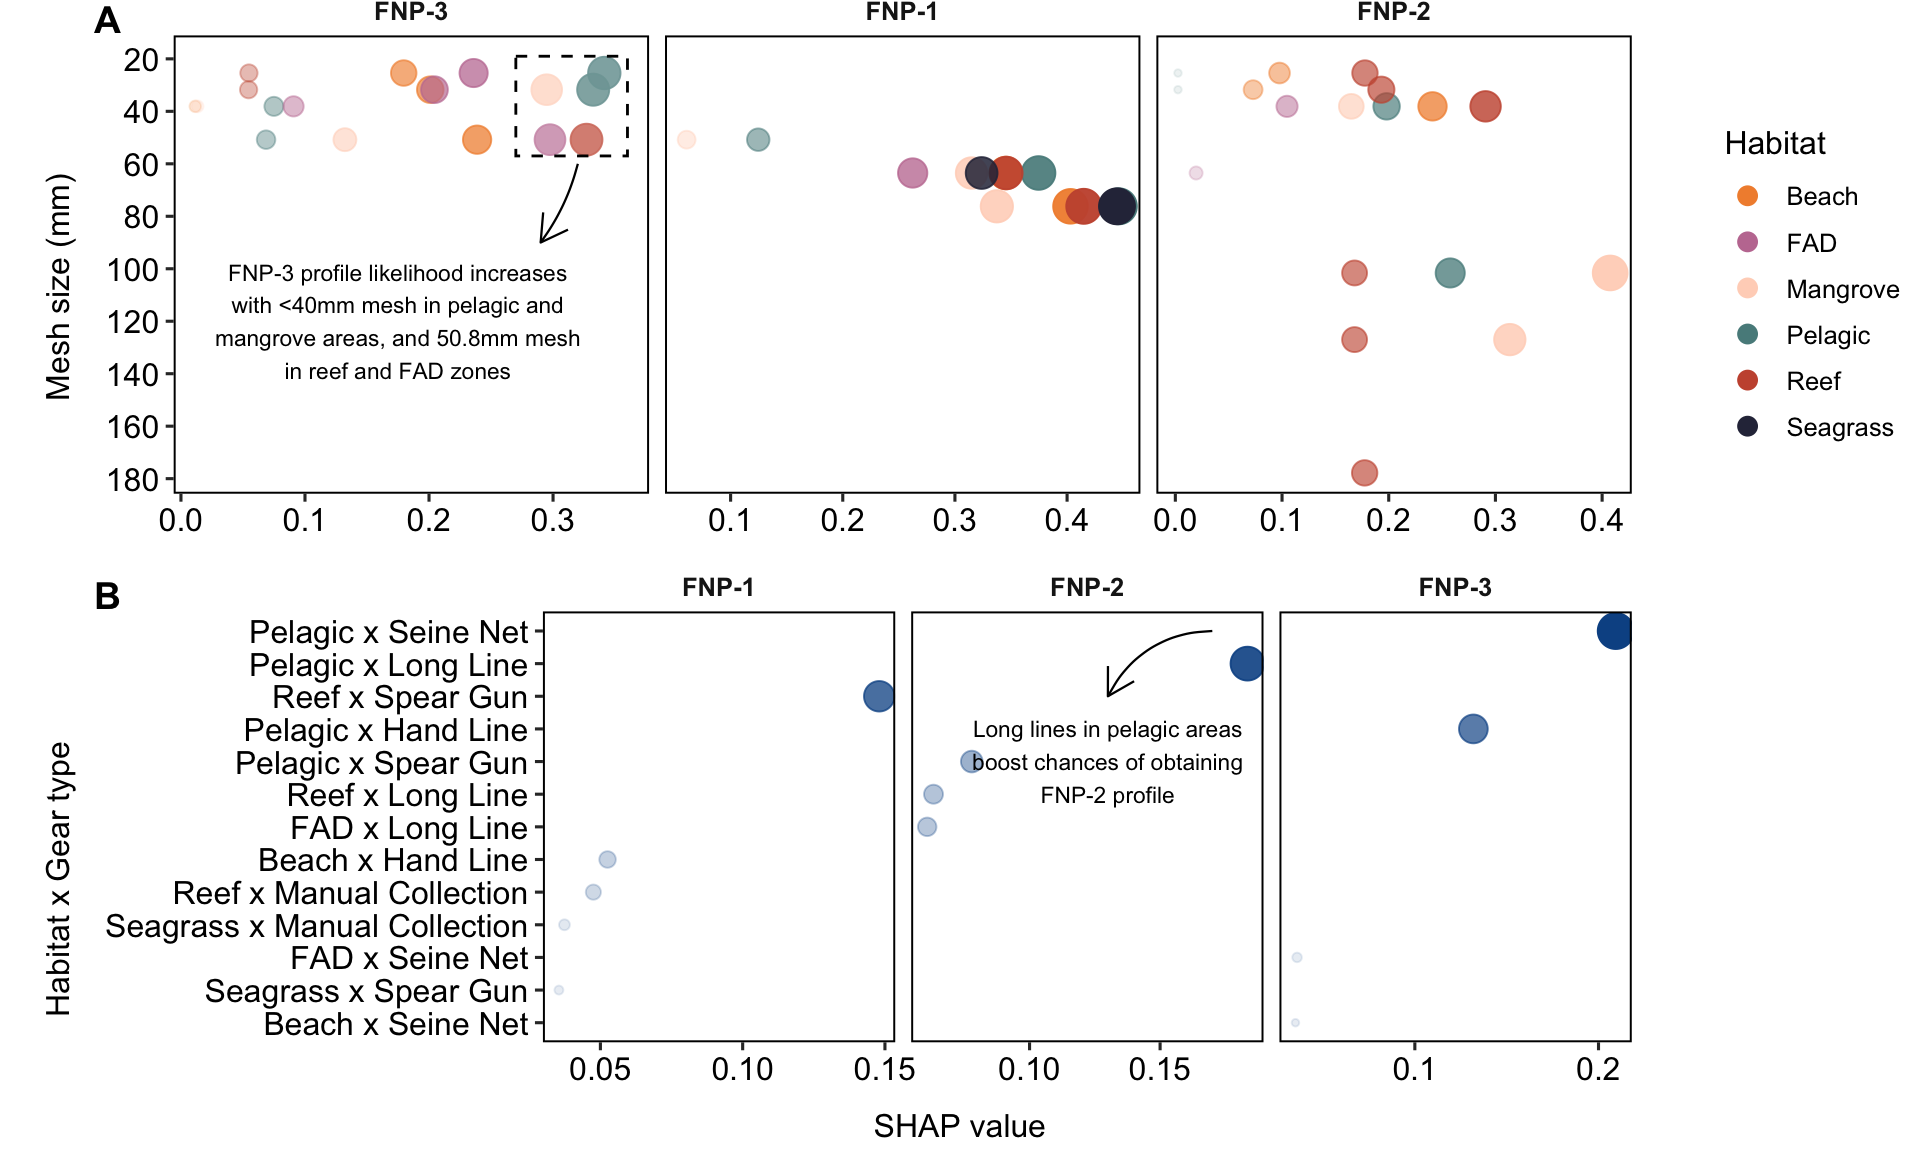 A
FNP-3
FNP-1
FNP-2
Mesh size (mm)
20
40
60
80
100
120
140
160
180
FNP-3 profile likelihood increases
with <40mm mesh in pelagic and
mangrove areas, and 50.8mm mesh
in reef and FAD zones
0.0 0.1 0.2 0.3
0.1 0.2 0.3 0.4
0.0 0.1 0.2 0.3 0.4
Habitat
Beach
FAD
Mangrove
Pelagic
Reef
Seagrass
B
FNP-1
FNP-2
FNP-3
Habitat x Gear type
Pelagic x Seine Net
Pelagic x Long Line
Reef x Spear Gun
Pelagic x Hand Line
Pelagic x Spear Gun
Reef x Long Line
FAD x Long Line
Beach x Hand Line
Reef x Manual Collection
Seagrass x Manual Collection
FAD x Seine Net
Seagrass x Spear Gun
Beach x Seine Net
Long lines in pelagic areas
boost chances of obtaining
FNP-2 profile
0.05 0.10 0.15
0.10 0.15
0.1 0.2
SHAP value